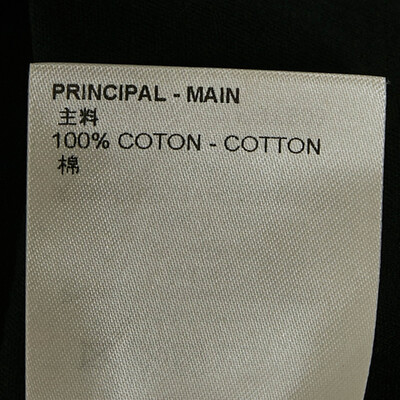 PRINCIPAL - MAIN
主料
100% COTON - COTTON
棉